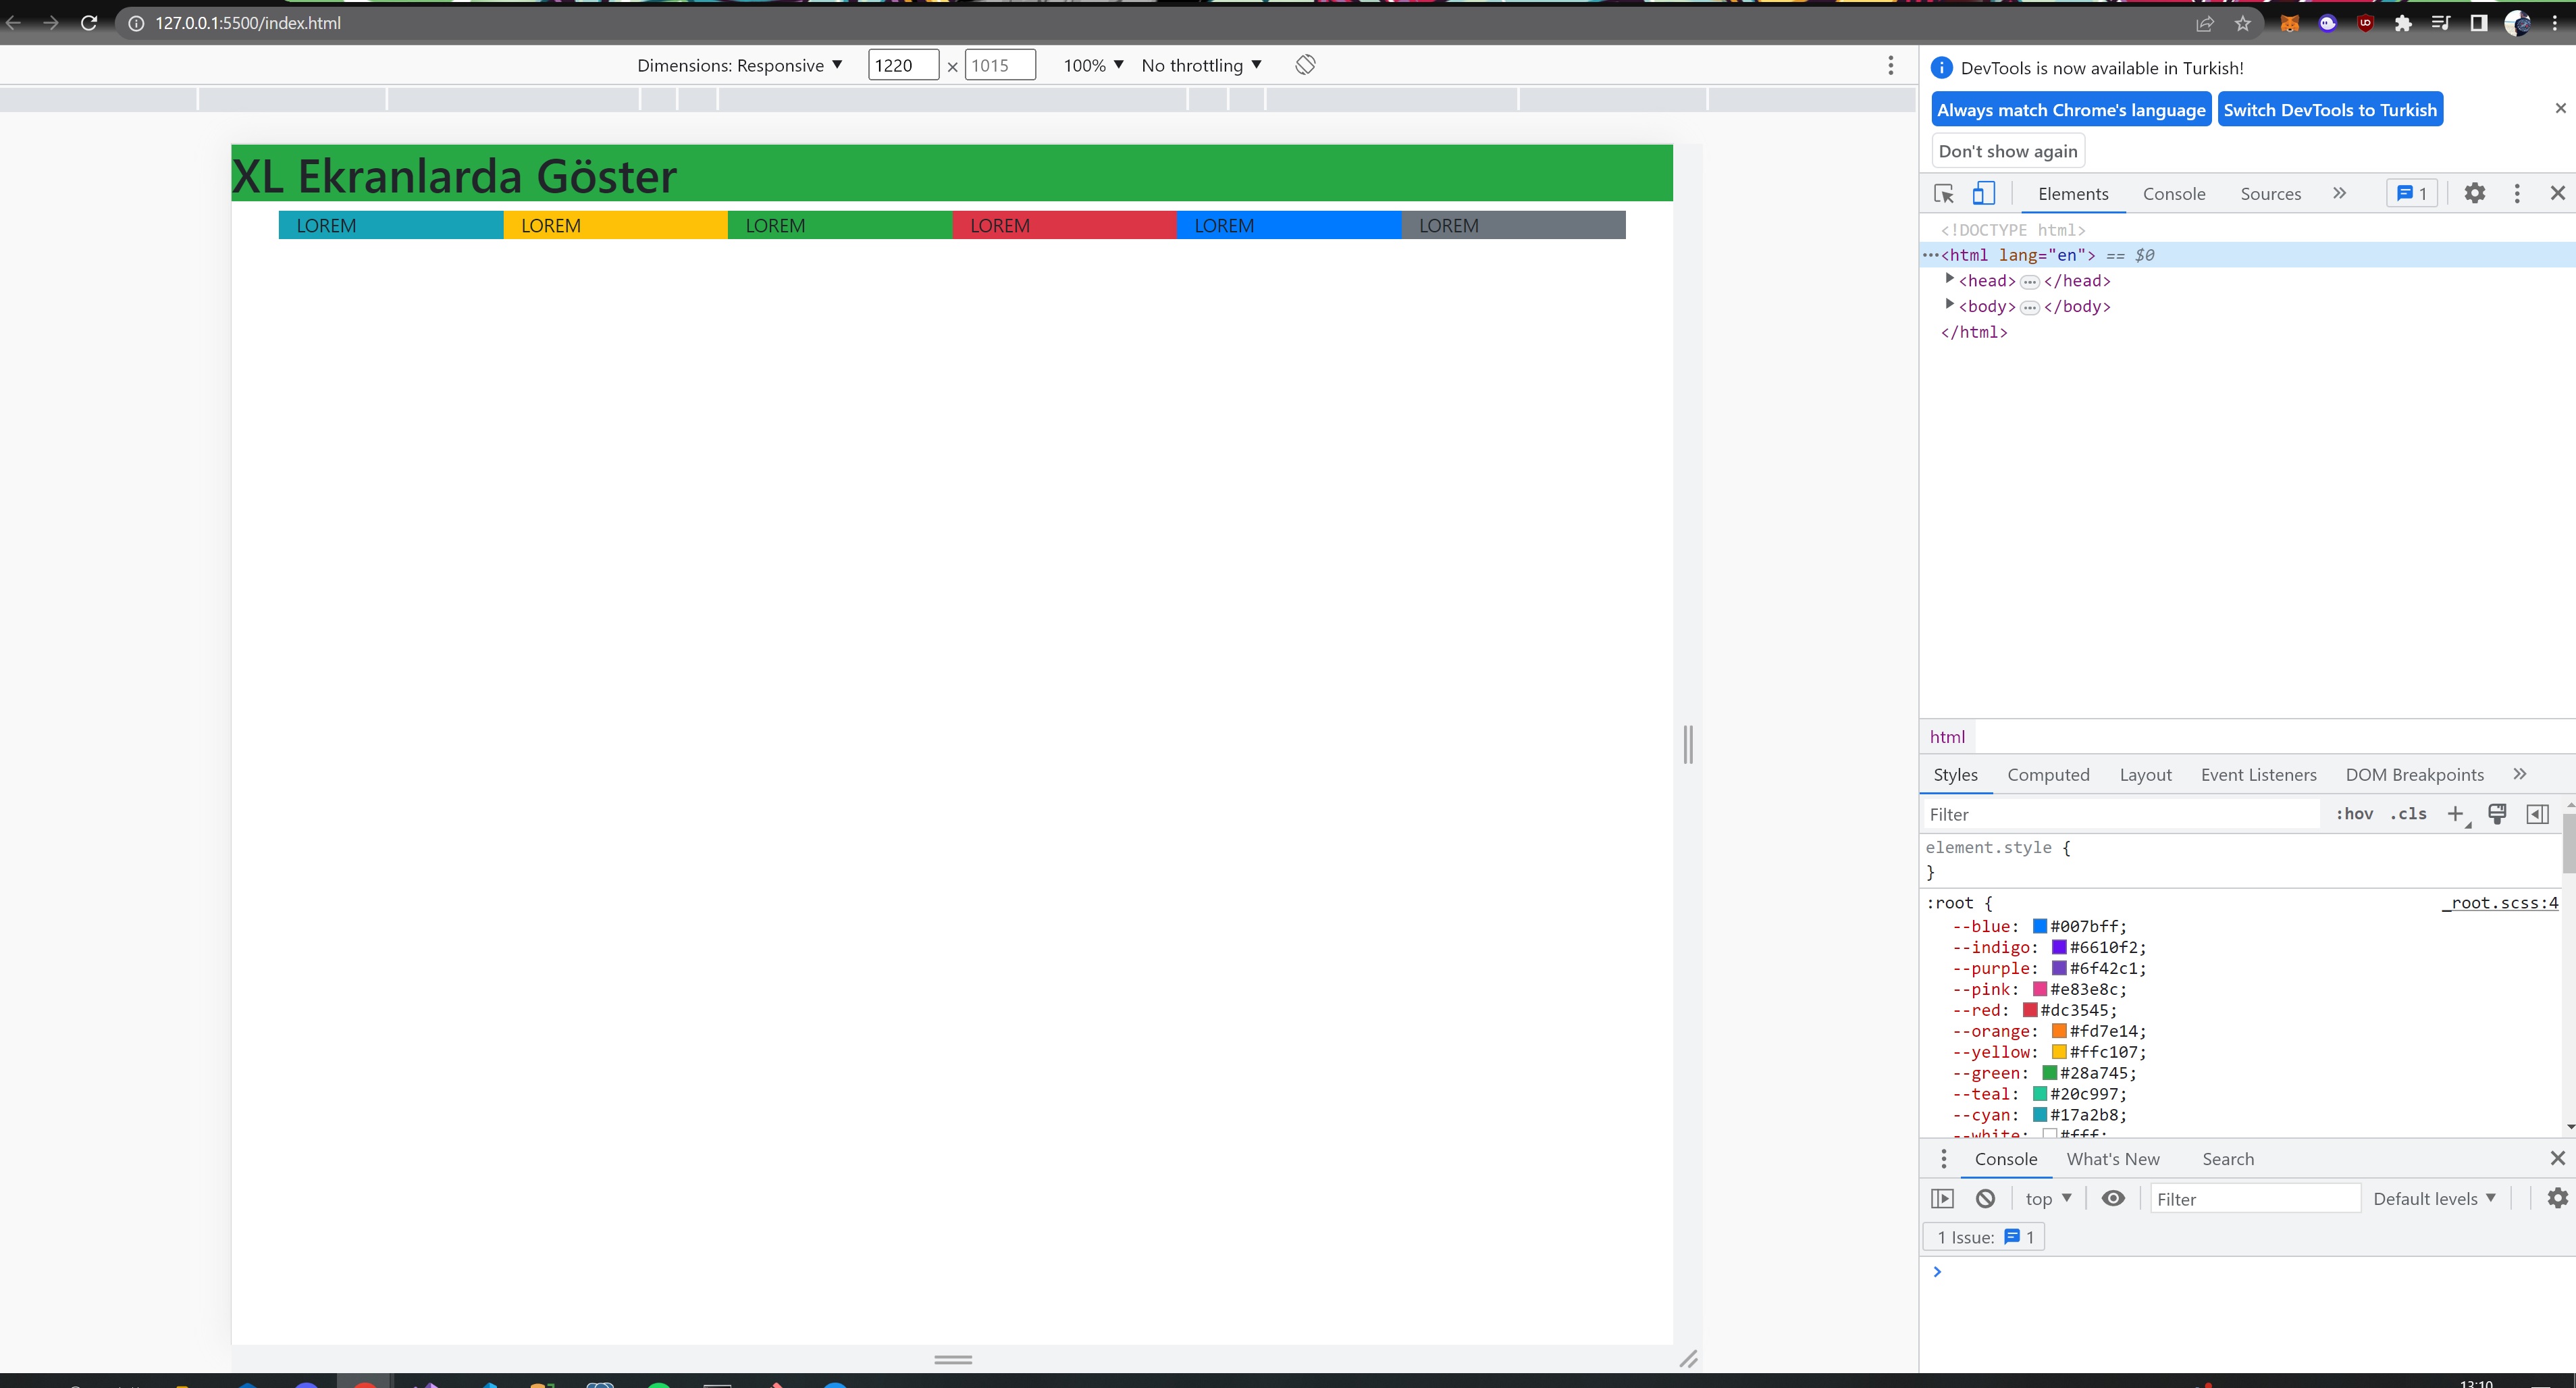 127.0.0.1:5500/index.html
Dimensions: Responsive 1220 × 1015 100% No throttling
XL Ekranlarda Göster
LOREM LOREM LOREM LOREM LOREM LOREM
DevTools is now available in Turkish!
Always match Chrome's language Switch DevTools to Turkish
Don't show again
Elements Console Sources » 1
<!DOCTYPE html>
<html lang="en"> == $0
<head> ... </head>
<body> ... </body>
</html>
html
Styles Computed Layout Event Listeners DOM Breakpoints »
Filter :hov .cls +
element.style {
}
:root { _root.scss:4
--blue: #007bff;
--indigo: #6610f2;
--purple: #6f42c1;
--pink: #e83e8c;
--red: #dc3545;
--orange: #fd7e14;
--yellow: #ffc107;
--green: #28a745;
--teal: #20c997;
--cyan: #17a2b8;
--white: #fff;
Console What's New Search
top Filter Default levels
1 Issue: 1
13:10